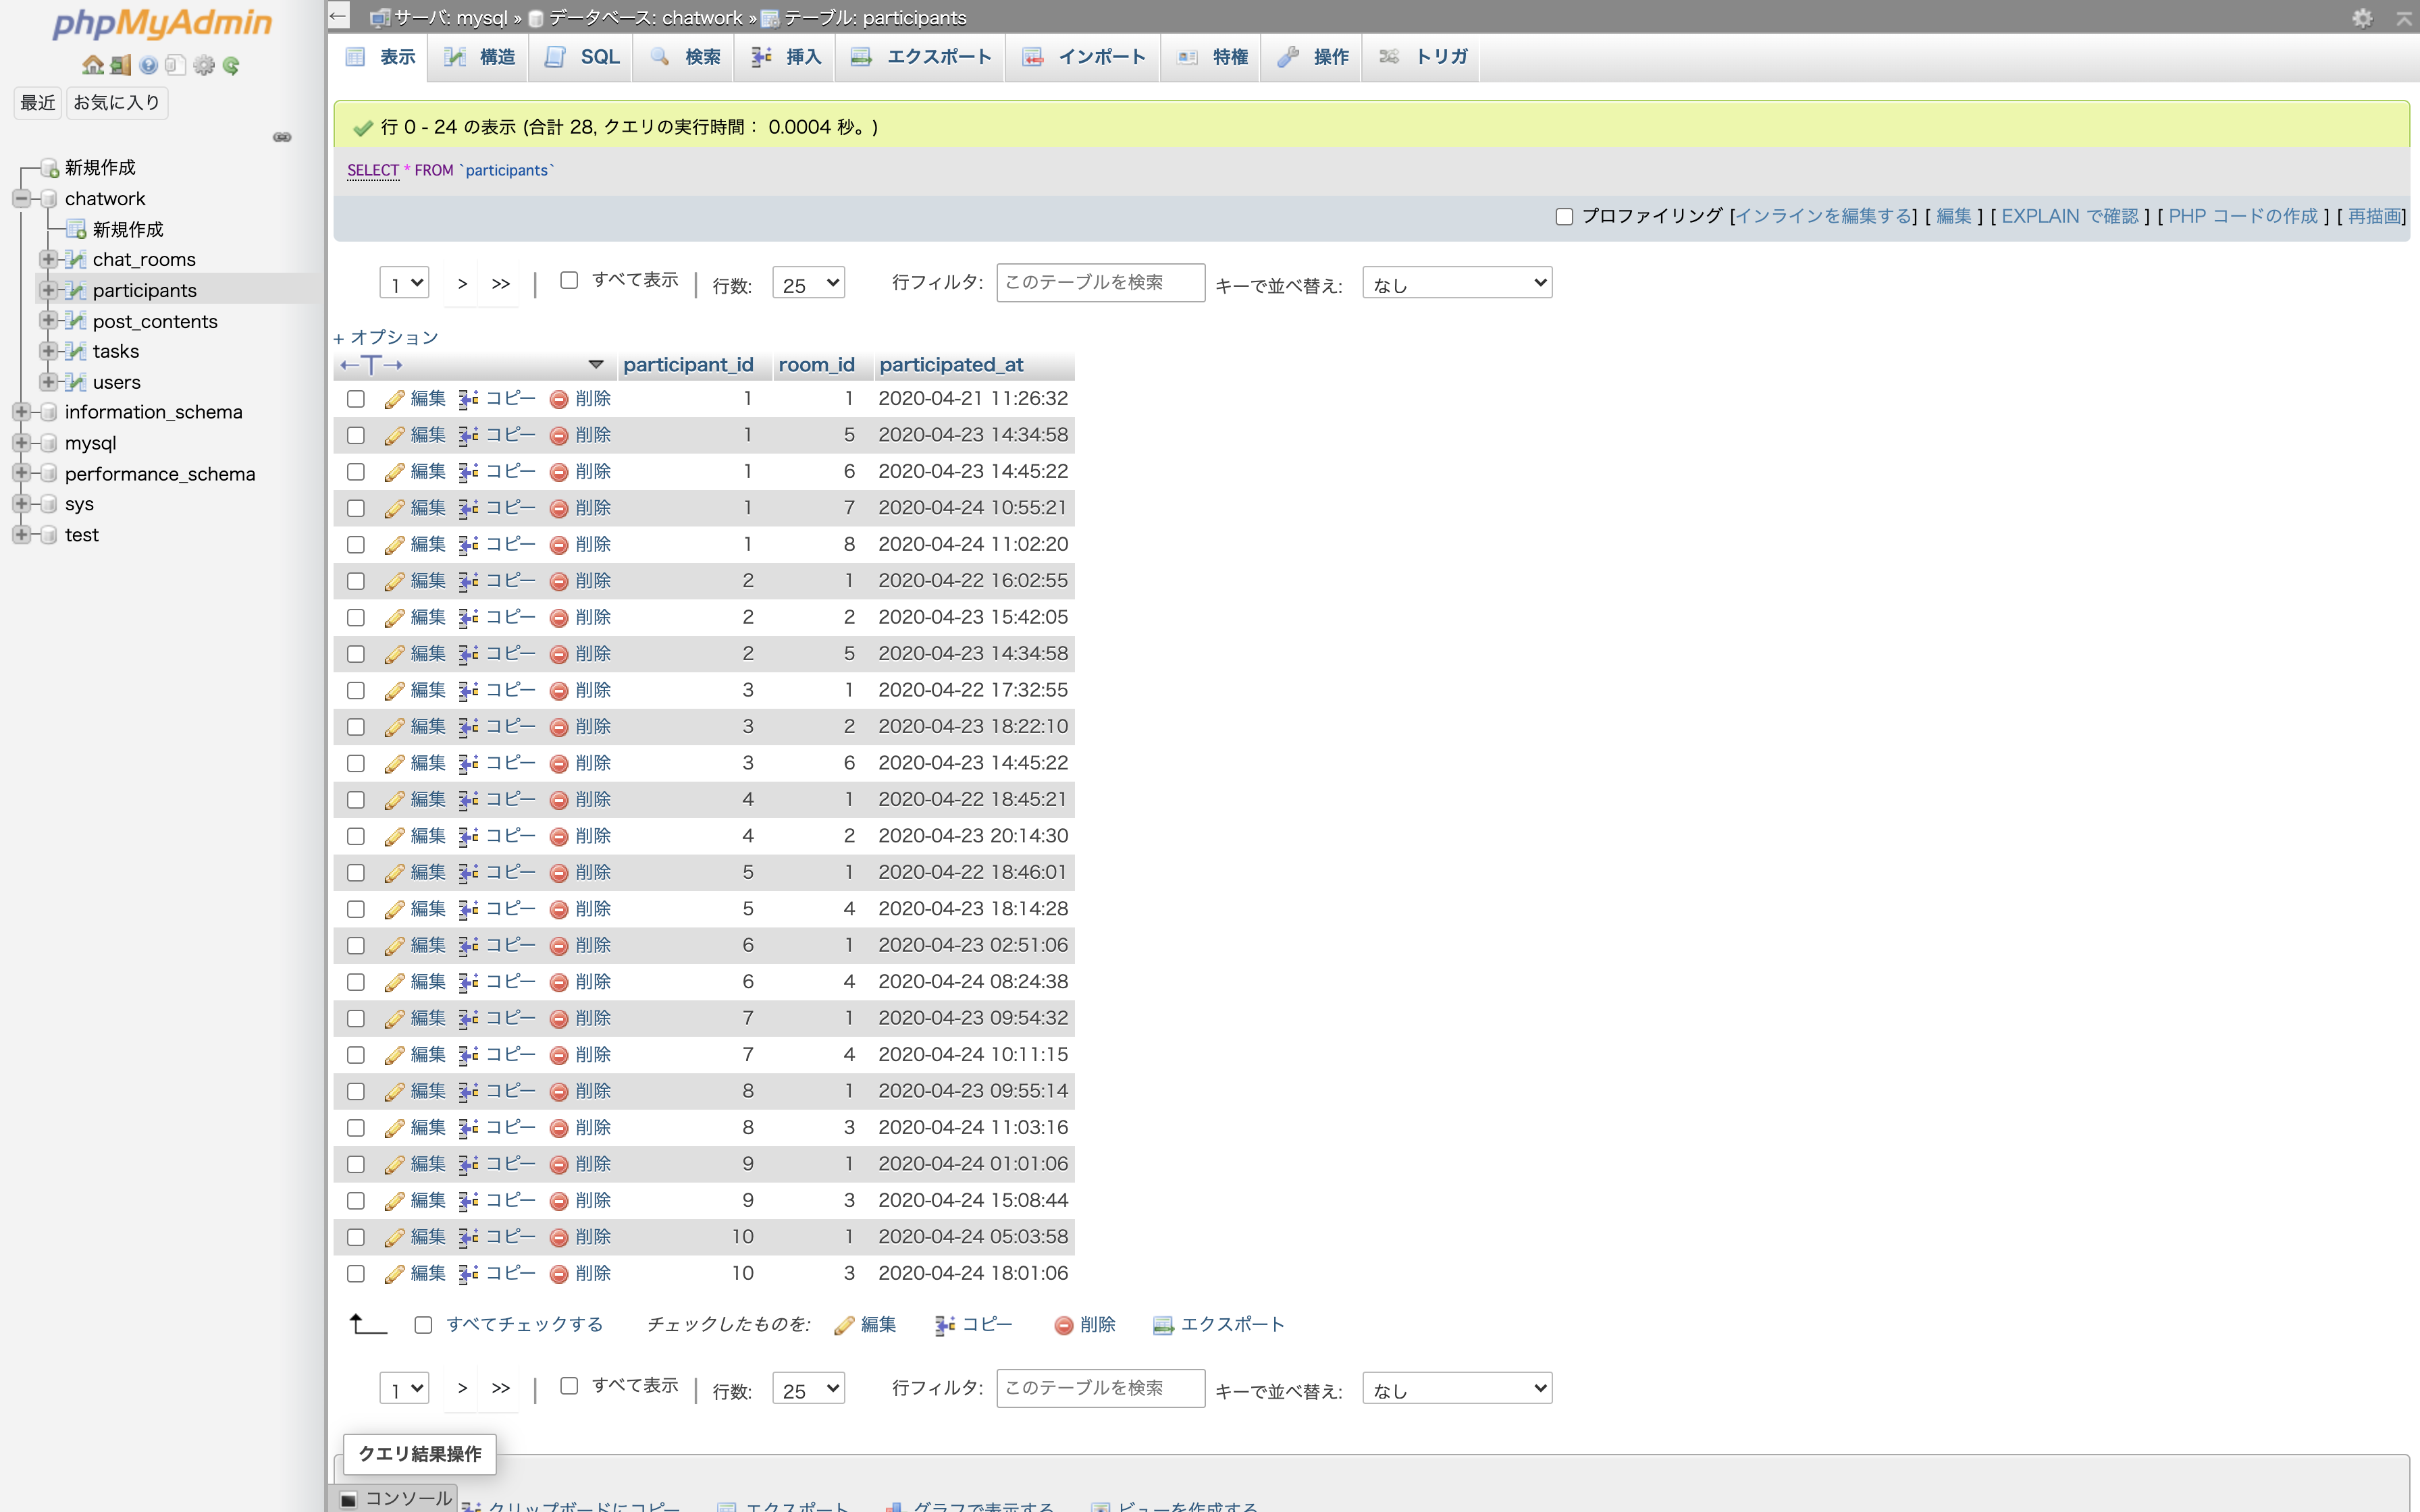 phpMyAdmin
最近 お気に入り
新規作成
chatwork
新規作成
chat_rooms
participants
post_contents
tasks
users
information_schema
mysql
performance_schema
sys
test
サーバ: mysql » データベース: chatwork » テーブル: participants
表示 構造 SQL 検索 挿入 エクスポート インポート 特権 操作 トリガ
行 0 - 24 の表示 (合計 28, クエリの実行時間： 0.0004 秒。)
SELECT * FROM `participants`
プロファイリング [インラインを編集する] [ 編集 ] [ EXPLAIN で確認 ] [ PHP コードの作成 ] [ 再描画]
1 > >> | すべて表示 | 行数: 25 行フィルタ: このテーブルを検索 キーで並べ替え: なし
+ オプション
←T→ participant_id room_id participated_at
編集 コピー 削除 1 1 2020-04-21 11:26:32
編集 コピー 削除 1 5 2020-04-23 14:34:58
編集 コピー 削除 1 6 2020-04-23 14:45:22
編集 コピー 削除 1 7 2020-04-24 10:55:21
編集 コピー 削除 1 8 2020-04-24 11:02:20
編集 コピー 削除 2 1 2020-04-22 16:02:55
編集 コピー 削除 2 2 2020-04-23 15:42:05
編集 コピー 削除 2 5 2020-04-23 14:34:58
編集 コピー 削除 3 1 2020-04-22 17:32:55
編集 コピー 削除 3 2 2020-04-23 18:22:10
編集 コピー 削除 3 6 2020-04-23 14:45:22
編集 コピー 削除 4 1 2020-04-22 18:45:21
編集 コピー 削除 4 2 2020-04-23 20:14:30
編集 コピー 削除 5 1 2020-04-22 18:46:01
編集 コピー 削除 5 4 2020-04-23 18:14:28
編集 コピー 削除 6 1 2020-04-23 02:51:06
編集 コピー 削除 6 4 2020-04-24 08:24:38
編集 コピー 削除 7 1 2020-04-23 09:54:32
編集 コピー 削除 7 4 2020-04-24 10:11:15
編集 コピー 削除 8 1 2020-04-23 09:55:14
編集 コピー 削除 8 3 2020-04-24 11:03:16
編集 コピー 削除 9 1 2020-04-24 01:01:06
編集 コピー 削除 9 3 2020-04-24 15:08:44
編集 コピー 削除 10 1 2020-04-24 05:03:58
編集 コピー 削除 10 3 2020-04-24 18:01:06
すべてチェックする チェックしたものを: 編集 コピー 削除 エクスポート
1 > >> | すべて表示 | 行数: 25 行フィルタ: このテーブルを検索 キーで並べ替え: なし
クエリ結果操作
コンソール クリップボードにコピー エクスポート グラフで表示する ビューを作成する